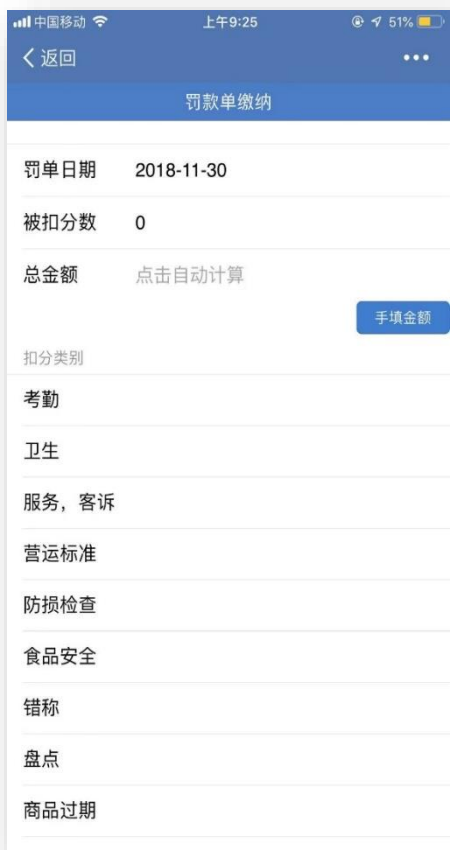 中国移动 上午9:25 51%
返回
罚款单缴纳
罚单日期 2018-11-30
被扣分数 0
总金额 点击自动计算
手填金额
扣分类别
考勤
卫生
服务，客诉
营运标准
防损检查
食品安全
错称
盘点
商品过期